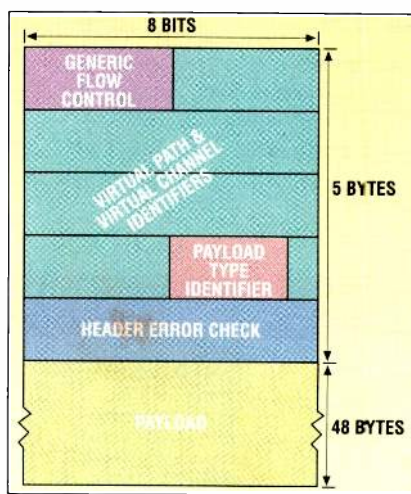 8 BITS
GENERIC
FLOW
CONTROL
VIRTUAL PATH &
VIRTUAL CHANNEL
IDENTIFIERS
5 BYTES
PAYLOAD
TYPE
IDENTIFIER
HEADER ERROR CHECK
PAYLOAD
48 BYTES